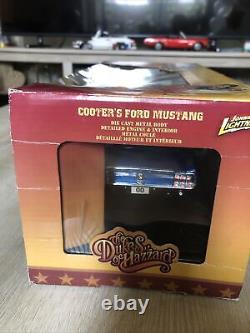 COOTER'S FORD MUSTANG
Johnny
Lightning
DIE CAST METAL BODY
DETAILED ENGINE & INTERIOR
METAL COULÉ
DÉTAILLÉ MOTEUR ET INTÉRIEUR
00
The
Dukes
of Hazzard